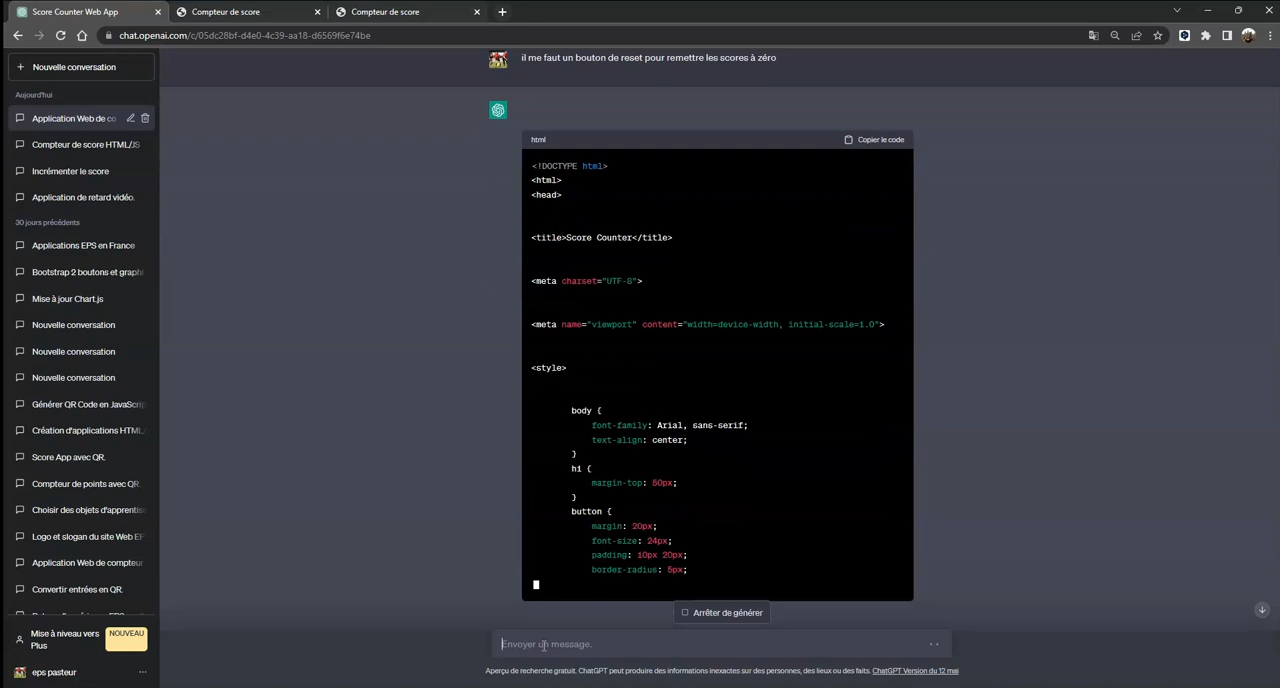 Score Counter Web App
Compteur de score
Compteur de score
chat.openai.com/c/05dc28bf-d4e0-4c39-aa18-d6569f6e74be
Nouvelle conversation
Aujourd'hui
Application Web de co
Compteur de score HTML/JS
Incrémenter le score
Application de retard vidéo.
30 jours précédents
Applications EPS en France
Bootstrap 2 boutons et graphi
Mise à jour Chart.js
Nouvelle conversation
Nouvelle conversation
Nouvelle conversation
Générer QR Code en JavaScrip
Création d'applications HTML/
Score App avec QR.
Compteur de points avec QR.
Choisir des objets d'apprentis
Logo et slogan du site Web EP
Application Web de compteur
Convertir entrées en QR.
Mise à niveau vers
Plus
NOUVEAU
eps pasteur
il me faut un bouton de reset pour remettre les scores à zéro
html
Copier le code
<!DOCTYPE html>
<html>
<head>
<title>Score Counter</title>
<meta charset="UTF-8">
<meta name="viewport" content="width=device-width, initial-scale=1.0">
<style>
body {
font-family: Arial, sans-serif;
text-align: center;
}
h1 {
margin-top: 50px;
}
button {
margin: 20px;
font-size: 24px;
padding: 10px 20px;
border-radius: 5px;
Arrêter de générer
Envoyer un message.
Aperçu de recherche gratuit. ChatGPT peut produire des informations inexactes sur des personnes, des lieux ou des faits. ChatGPT Version du 12 mai